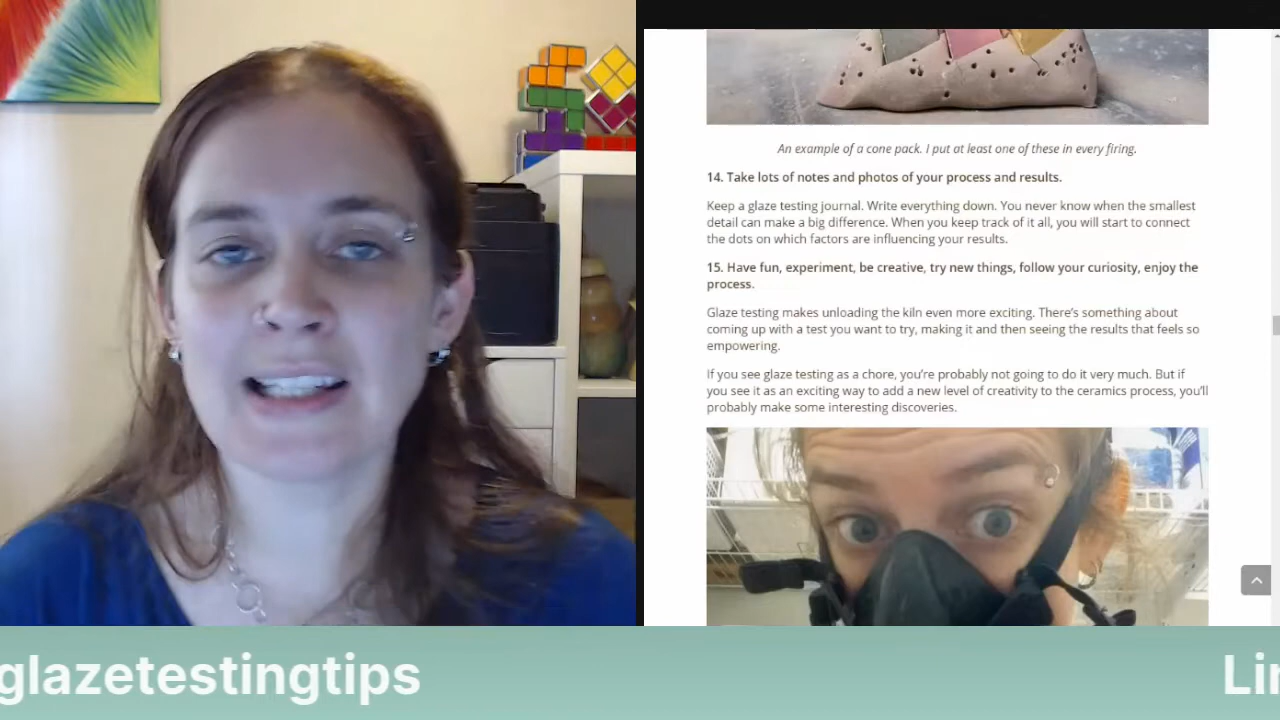 An example of a cone pack. I put at least one of these in every firing.
14. Take lots of notes and photos of your process and results.
Keep a glaze testing journal. Write everything down. You never know when the smallest
detail can make a big difference. When you keep track of it all, you will start to connect
the dots on which factors are influencing your results.
15. Have fun, experiment, be creative, try new things, follow your curiosity, enjoy the
process.
Glaze testing makes unloading the kiln even more exciting. There's something about
coming up with a test you want to try, making it and then seeing the results that feels so
empowering.
If you see glaze testing as a chore, you're probably not going to do it very much. But if
you see it as an exciting way to add a new level of creativity to the ceramics process, you'll
probably make some interesting discoveries.
glazetestingtips